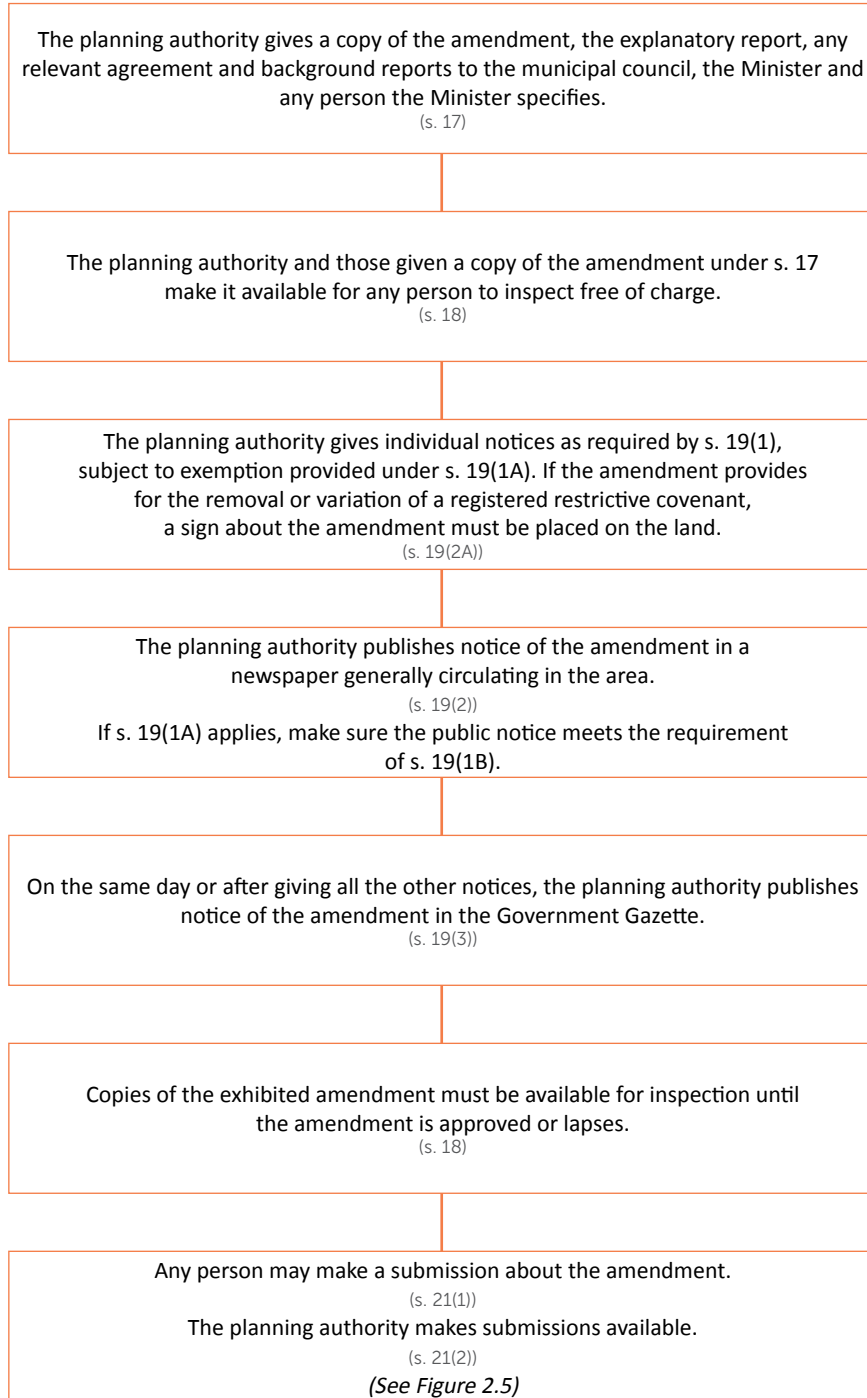 The planning authority gives a copy of the amendment, the explanatory report, any
relevant agreement and background reports to the municipal council, the Minister and
any person the Minister specifies.
(s. 17)
The planning authority and those given a copy of the amendment under s. 17
make it available for any person to inspect free of charge.
(s. 18)
The planning authority gives individual notices as required by s. 19(1),
subject to exemption provided under s. 19(1A). If the amendment provides
for the removal or variation of a registered restrictive covenant,
a sign about the amendment must be placed on the land.
(s. 19(2A))
The planning authority publishes notice of the amendment in a
newspaper generally circulating in the area.
(s. 19(2))
If s. 19(1A) applies, make sure the public notice meets the requirement
of s. 19(1B).
On the same day or after giving all the other notices, the planning authority publishes
notice of the amendment in the Government Gazette.
(s. 19(3))
Copies of the exhibited amendment must be available for inspection until
the amendment is approved or lapses.
(s. 18)
Any person may make a submission about the amendment.
(s. 21(1))
The planning authority makes submissions available.
(s. 21(2))
(See Figure 2.5)